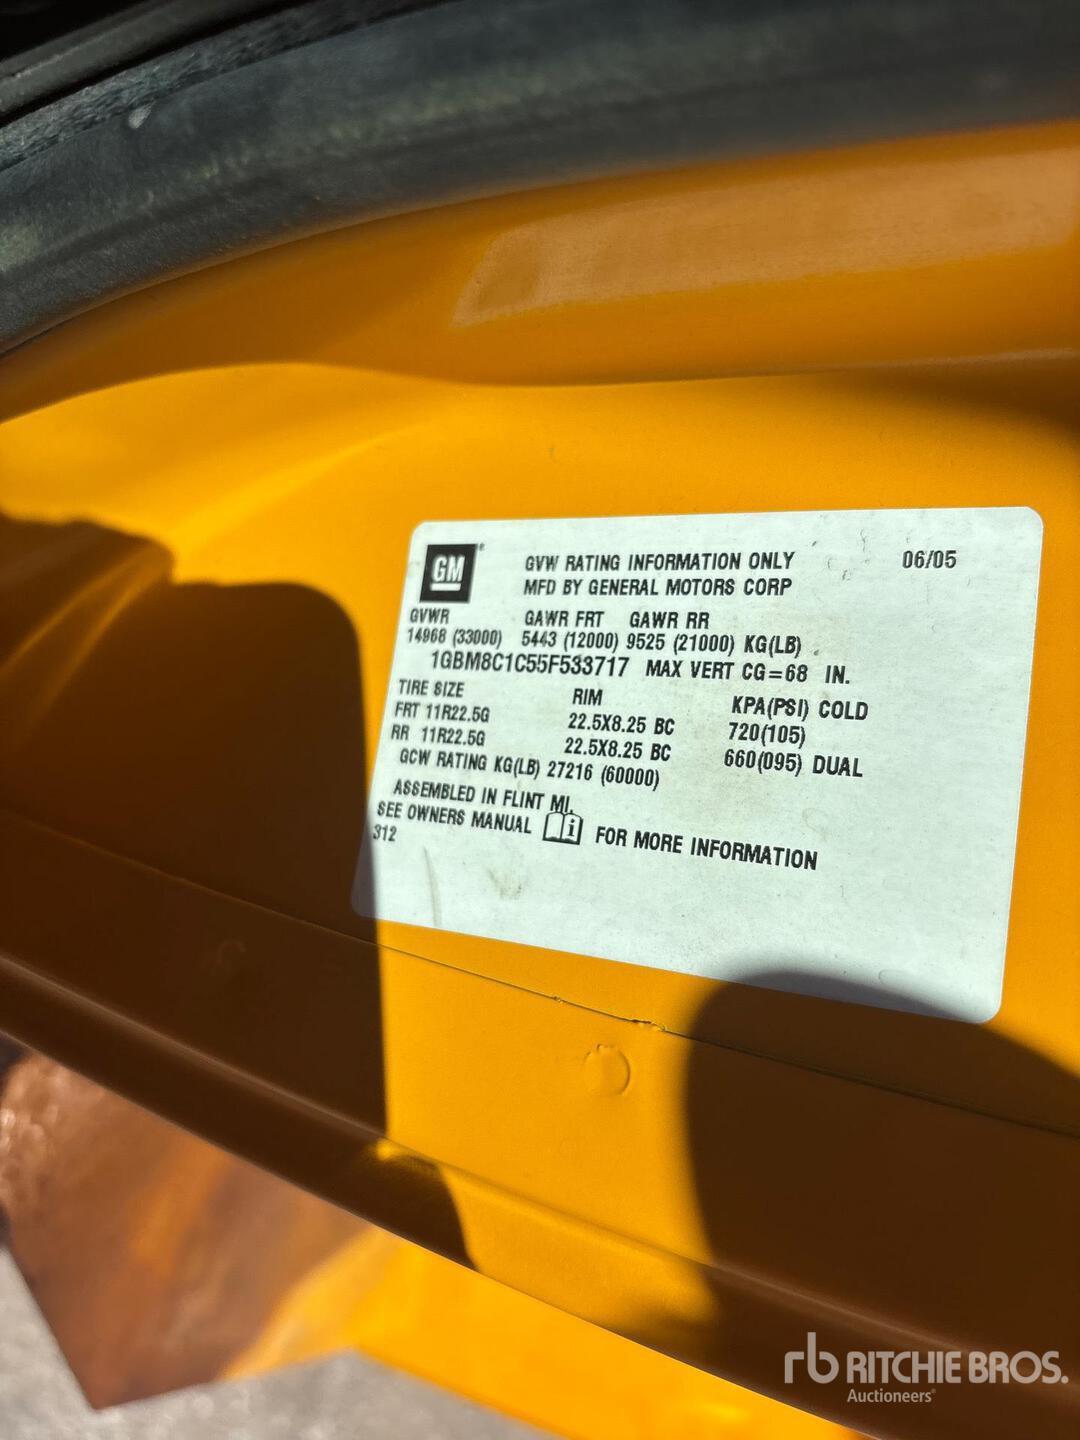 GM ®
GVW RATING INFORMATION ONLY 06/05
MFD BY GENERAL MOTORS CORP
GVWR GAWR FRT GAWR RR
14968 (33000) 5443 (12000) 9525 (21000) KG(LB)
1GBM8C1C55F533717 MAX VERT CG=68 IN.
TIRE SIZE RIM KPA(PSI) COLD
FRT 11R22.5G 22.5X8.25 BC 720(105)
RR 11R22.5G 22.5X8.25 BC 660(095) DUAL
GCW RATING KG(LB) 27216 (60000)
ASSEMBLED IN FLINT MI.
SEE OWNERS MANUAL i FOR MORE INFORMATION
312
rb RITCHIE BROS.
Auctioneers®